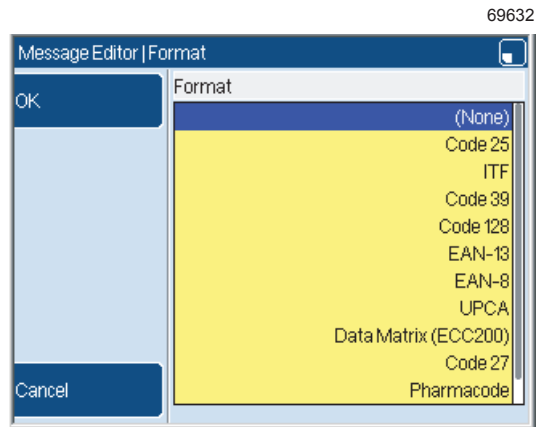 69632
Message Editor | Format
OK
Format
(None)
Code 25
ITF
Code 39
Code 128
EAN-13
EAN-8
UPCA
Data Matrix (ECC200)
Code 27
Pharmacode
Cancel